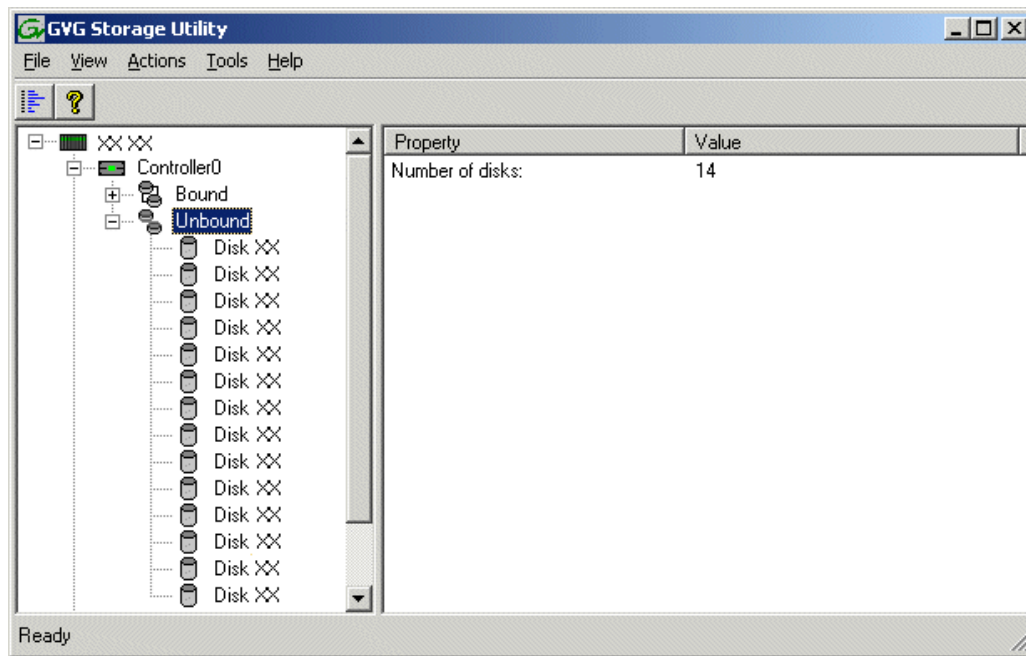 GVG Storage Utility
File View Actions Tools Help
XX XX
Controller0
Bound
Unbound
Disk XX
Disk XX
Disk XX
Disk XX
Disk XX
Disk XX
Disk XX
Disk XX
Disk XX
Disk XX
Disk XX
Disk XX
Disk XX
Disk XX
Property Value
Number of disks: 14
Ready